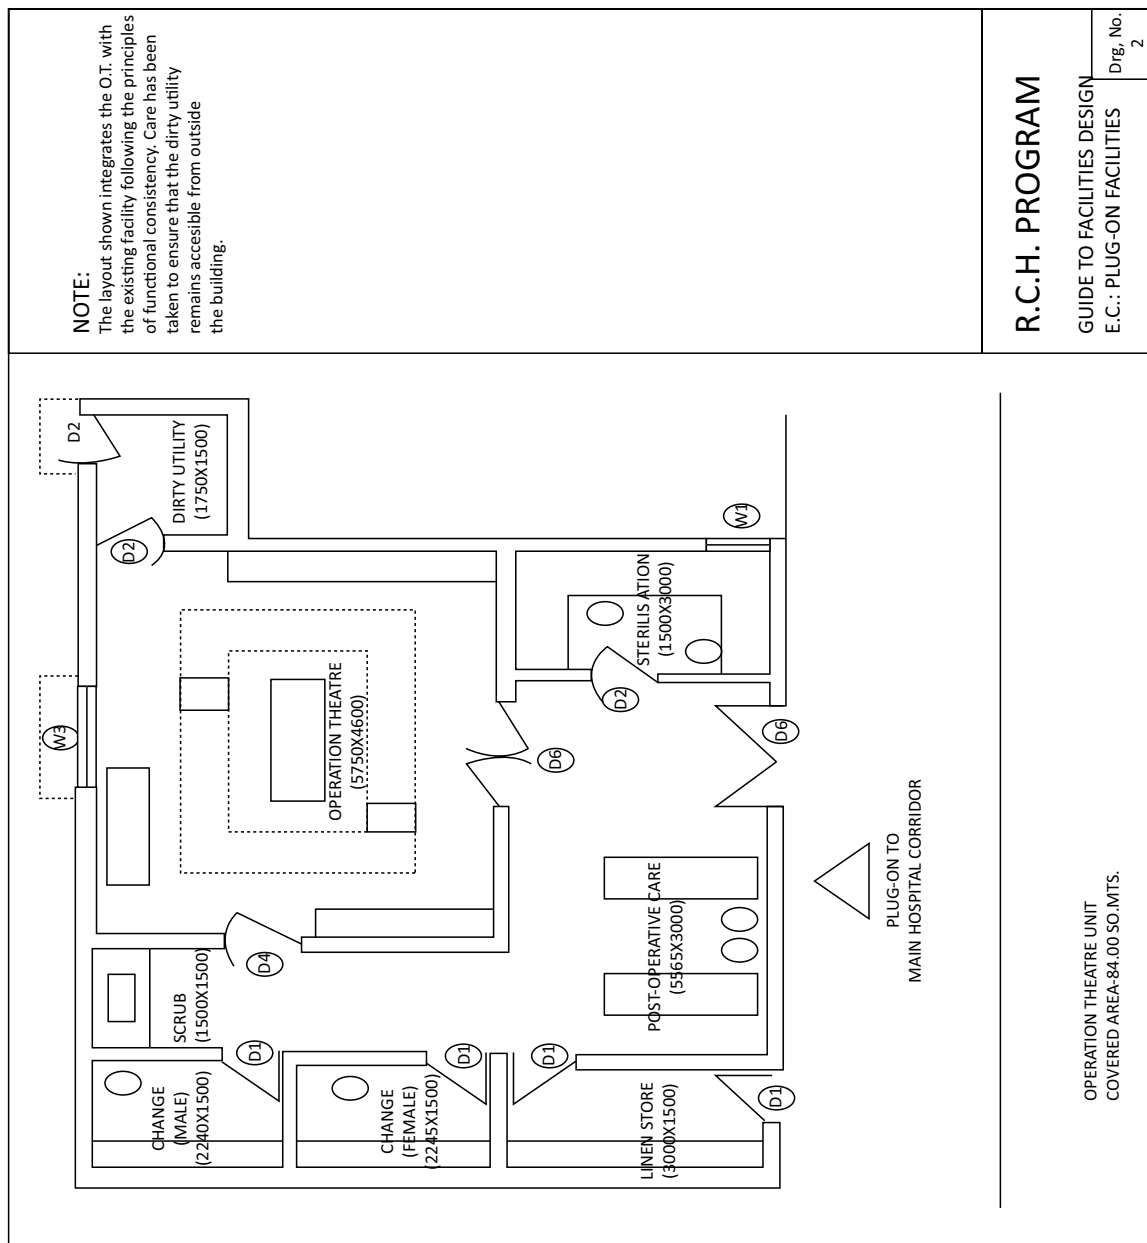 NOTE:
The layout shown integrates the O.T. with
the existing facility following the principles
of functional consistency. Care has been
taken to ensure that the dirty utility
remains accesible from outside
the building.
R.C.H. PROGRAM
GUIDE TO FACILITIES DESIGN
E.C.: PLUG-ON FACILITIES
Drg, No.
2
D2
DIRTY UTILITY
(1750X1500)
D2
W1
W3
OPERATION THEATRE
(5750X4600)
STERILIS ATION
(1500X3000)
D2
D6
D6
D4
SCRUB
(1500X1500)
POST-OPERATIVE CARE
(5565X3000)
PLUG-ON TO
MAIN HOSPITAL CORRIDOR
D1
D1
D1
D1
CHANGE
(MALE)
(2240X1500)
CHANGE
(FEMALE)
(2245X1500)
LINEN STORE
(3000X1500)
OPERATION THEATRE UNIT
COVERED AREA-84.00 SO.MTS.